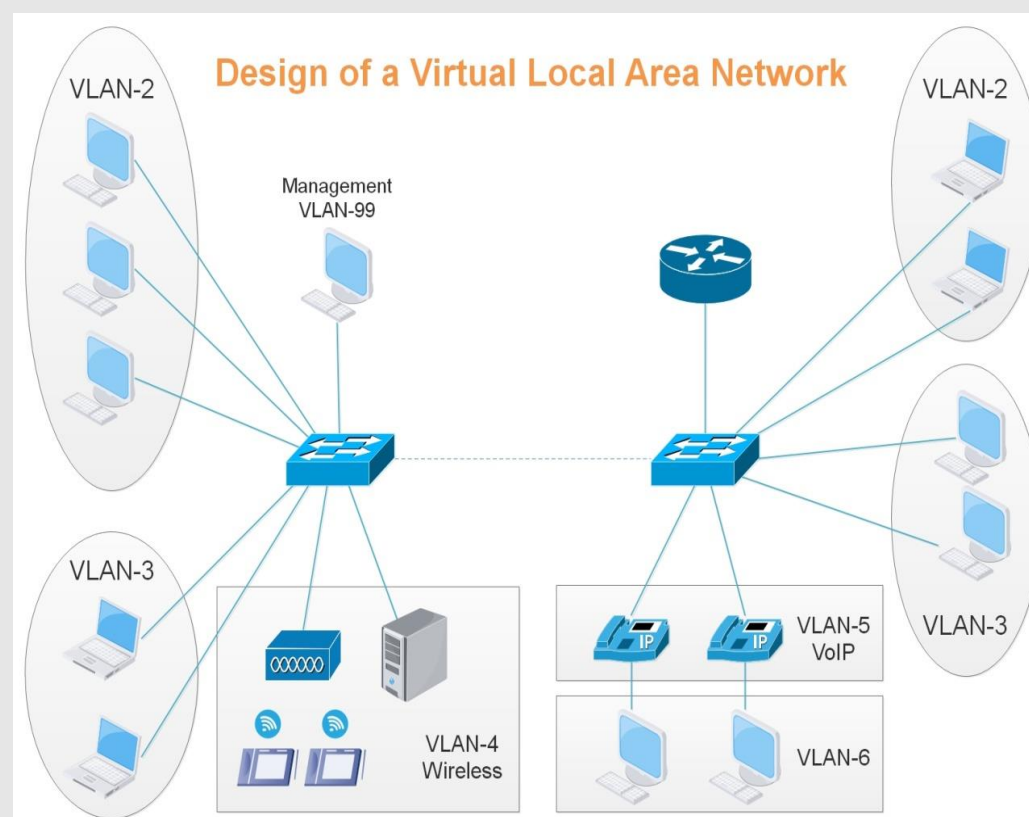 Design of a Virtual Local Area Network
VLAN-2
VLAN-2
Management
VLAN-99
VLAN-3
VLAN-3
IP
IP
VLAN-5
VoIP
VLAN-4
Wireless
VLAN-6